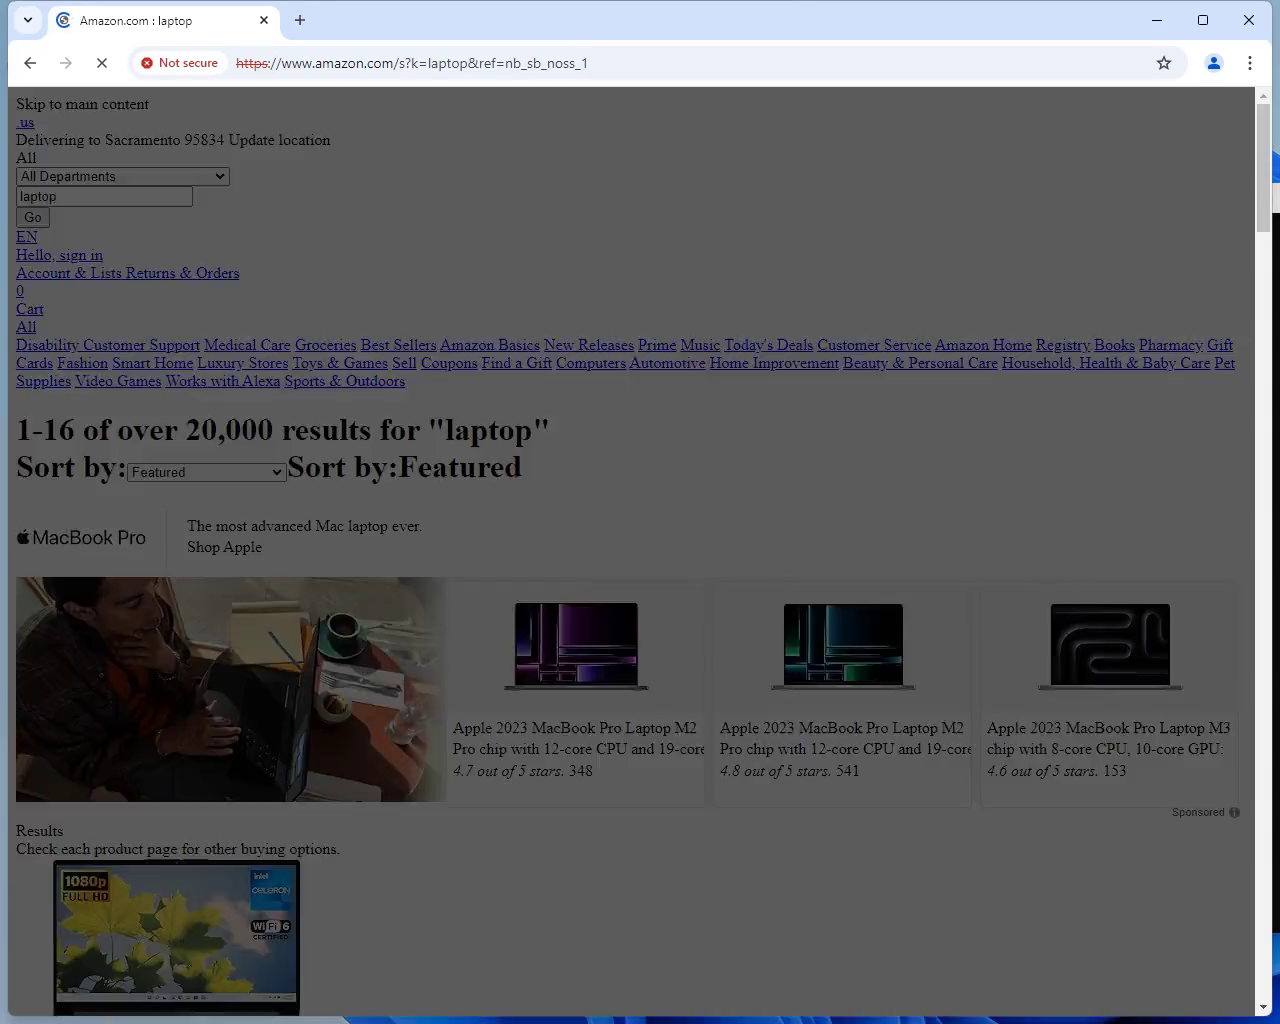 Amazon.com : laptop
Not secure https://www.amazon.com/s?k=laptop&ref=nb_sb_noss_1
Skip to main content
.us
Delivering to Sacramento 95834 Update location
All
All Departments
laptop
Go
EN
Hello, sign in
Account & Lists Returns & Orders
0
Cart
All
Disability Customer Support Medical Care Groceries Best Sellers Amazon Basics New Releases Prime Music Today's Deals Customer Service Amazon Home Registry Books Pharmacy Gift
Cards Fashion Smart Home Luxury Stores Toys & Games Sell Coupons Find a Gift Computers Automotive Home Improvement Beauty & Personal Care Household, Health & Baby Care Pet
Supplies Video Games Works with Alexa Sports & Outdoors
1-16 of over 20,000 results for "laptop"
Sort by: Featured Sort by:Featured
MacBook Pro
The most advanced Mac laptop ever.
Shop Apple
Apple 2023 MacBook Pro Laptop M2
Pro chip with 12-core CPU and 19-core
4.7 out of 5 stars. 348
Apple 2023 MacBook Pro Laptop M2
Pro chip with 12-core CPU and 19-core
4.8 out of 5 stars. 541
Apple 2023 MacBook Pro Laptop M3
chip with 8-core CPU, 10-core GPU:
4.6 out of 5 stars. 153
Sponsored
Results
Check each product page for other buying options.
1080p
FULL HD
intel
CELERON
Wi Fi 6
CERTIFIED